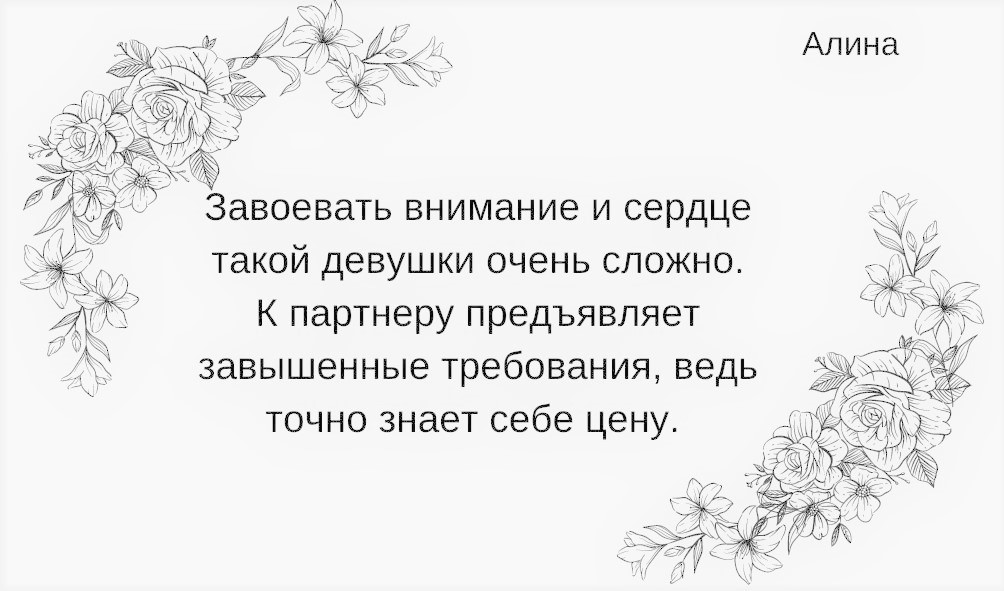 Алина
Завоевать внимание и сердце
такой девушки очень сложно.
К партнеру предъявляет
завышенные требования, ведь
точно знает себе цену.